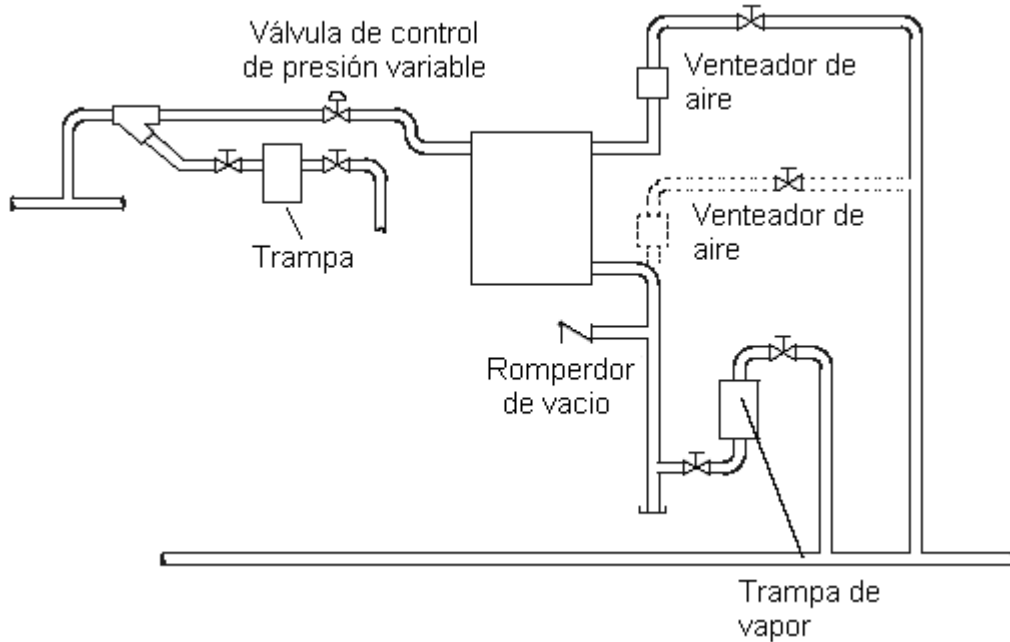 Válvula de control
de presión variable
Venteador de
aire
Trampa
Venteador de
aire
Romperdor
de vacio
Trampa de
vapor